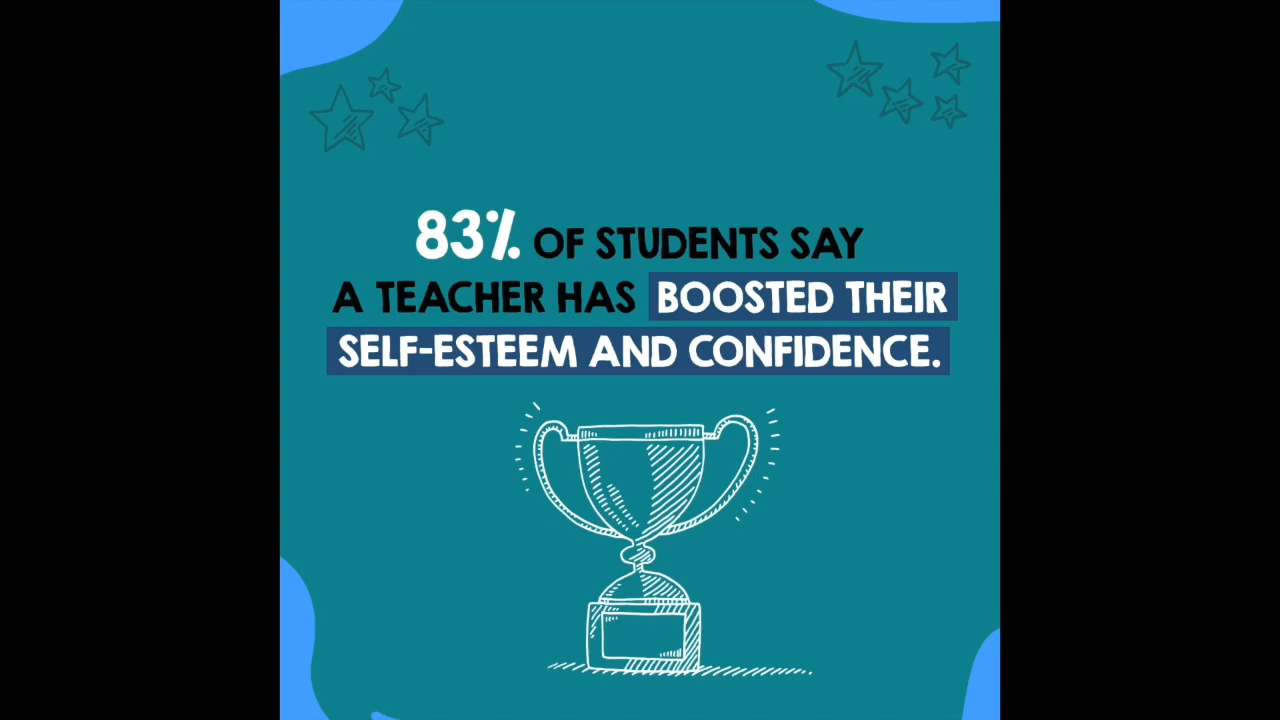 83% OF STUDENTS SAY
A TEACHER HAS BOOSTED THEIR
SELF-ESTEEM AND CONFIDENCE.